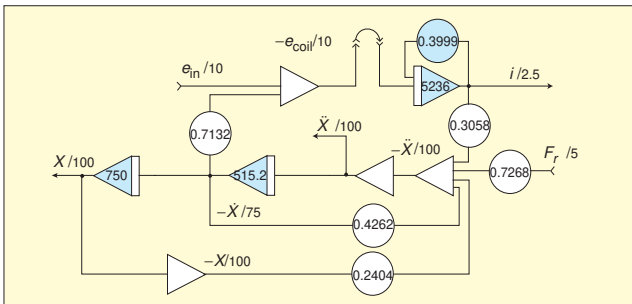 −e_coil/10
0.3999
e_in/10
5236
i/2.5
0.7132
0.3058
Ẍ/100
−Ẍ/100
F_r/5
X/100
0.7268
750
515.2
−Ẋ/75
0.4262
−X/100
0.2404